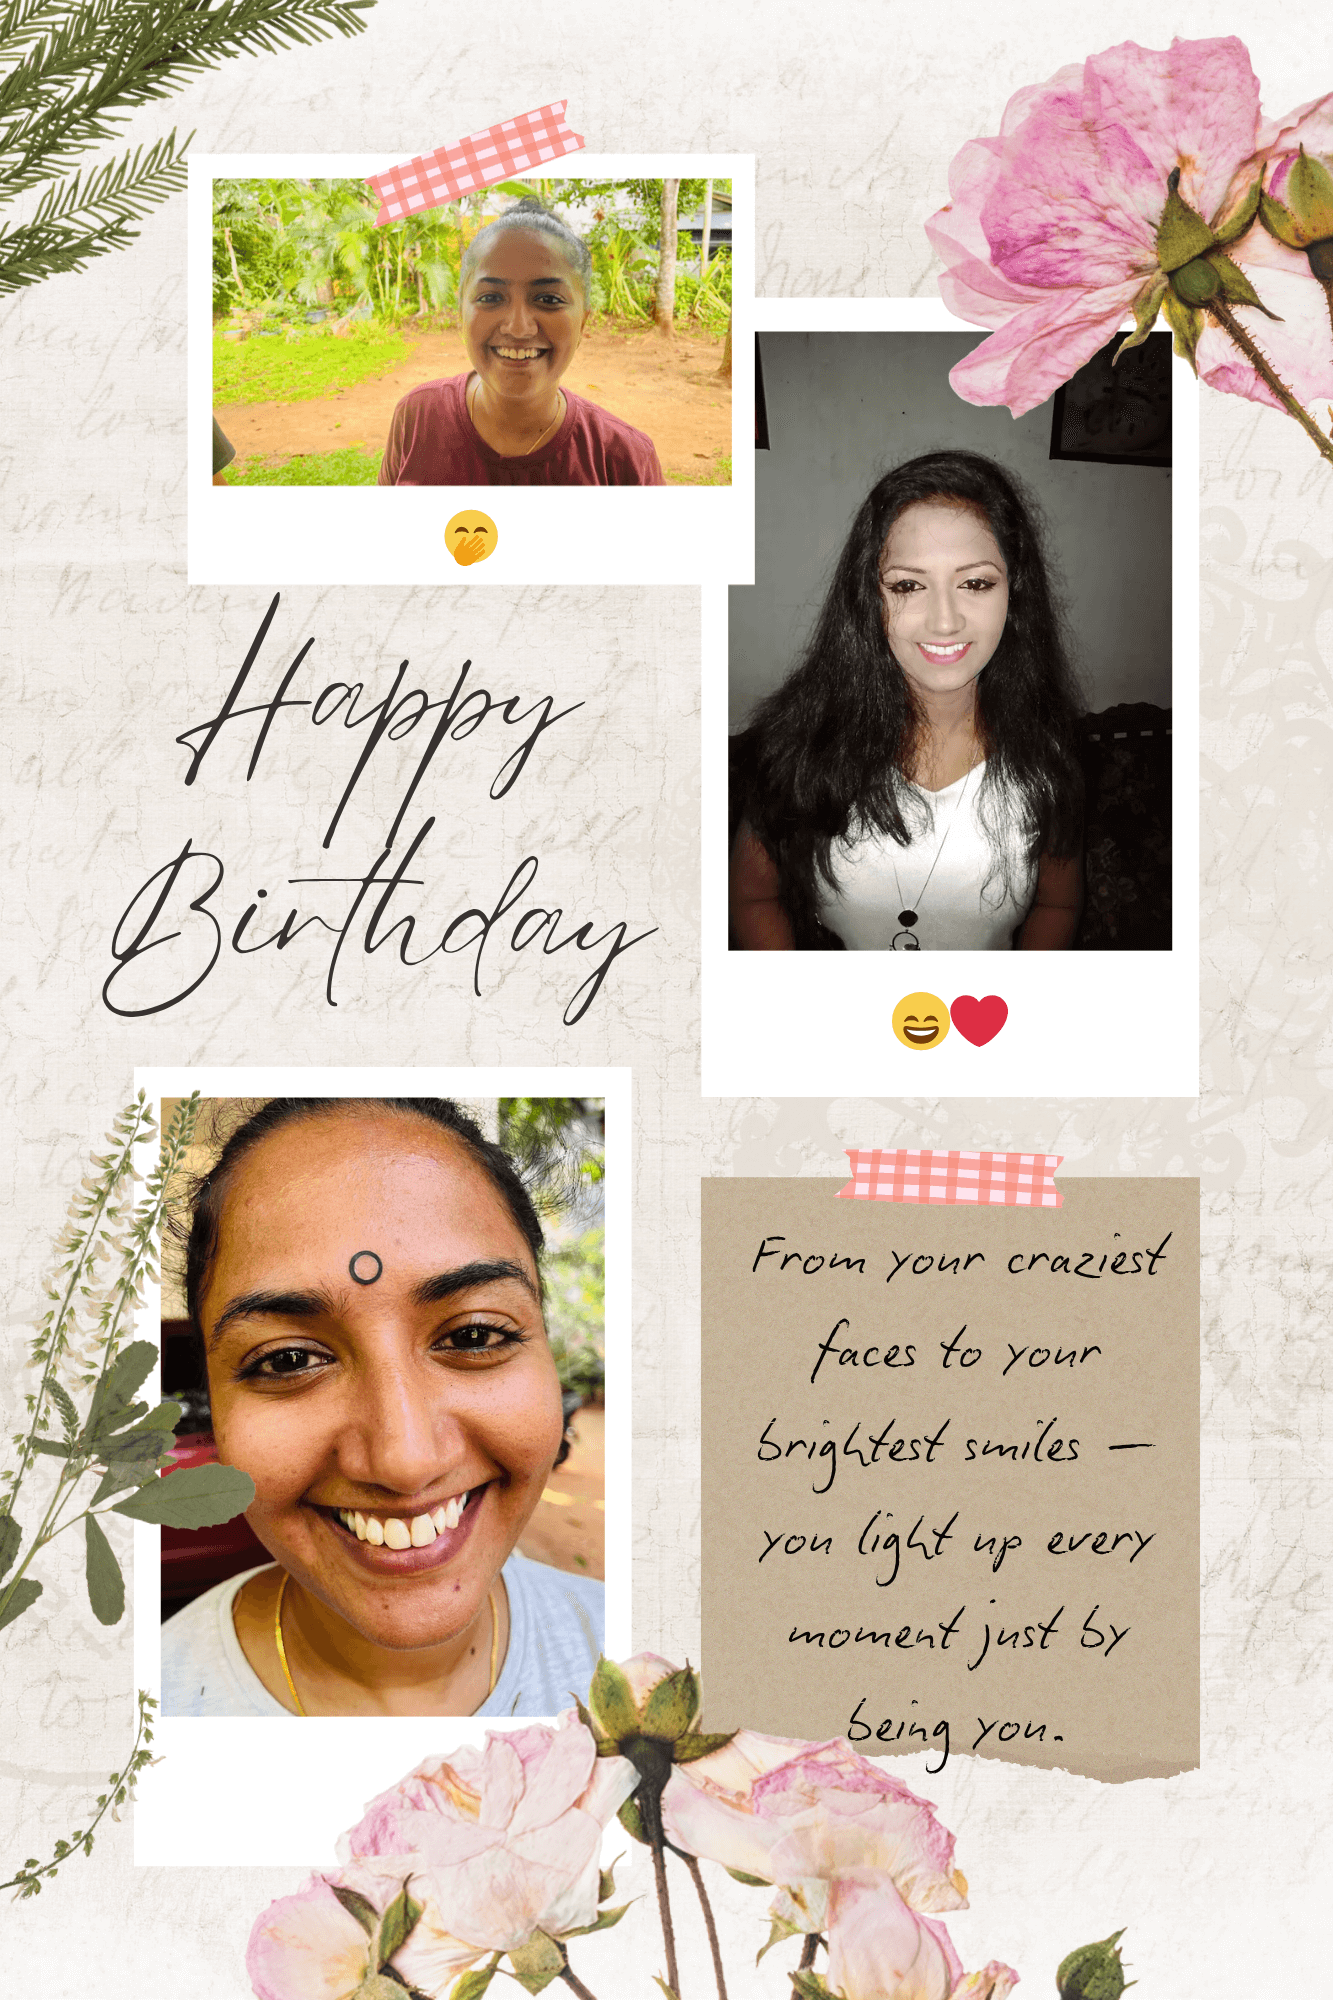 Happy
Birthday
From your craziest
faces to your
brightest smiles –
you light up every
moment just by
being you.